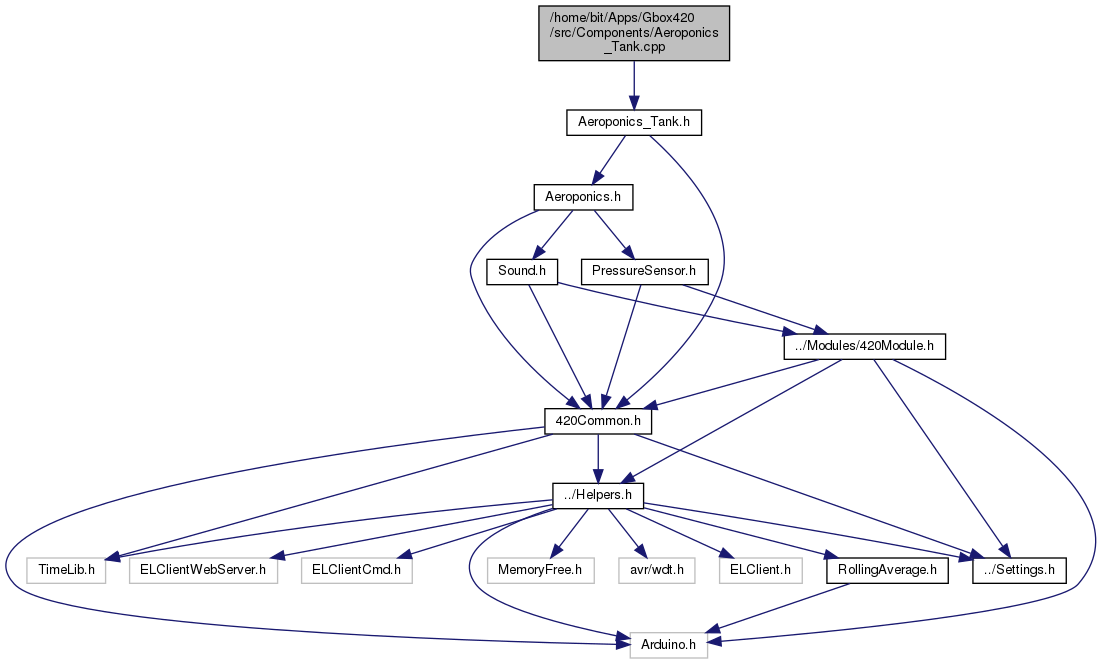 /home/bit/Apps/Gbox420
/src/Components/Aeroponics
_Tank.cpp
Aeroponics_Tank.h
Aeroponics.h
Sound.h
PressureSensor.h
../Modules/420Module.h
420Common.h
../Helpers.h
TimeLib.h
ELClientWebServer.h
ELClientCmd.h
MemoryFree.h
avr/wdt.h
ELClient.h
RollingAverage.h
../Settings.h
Arduino.h